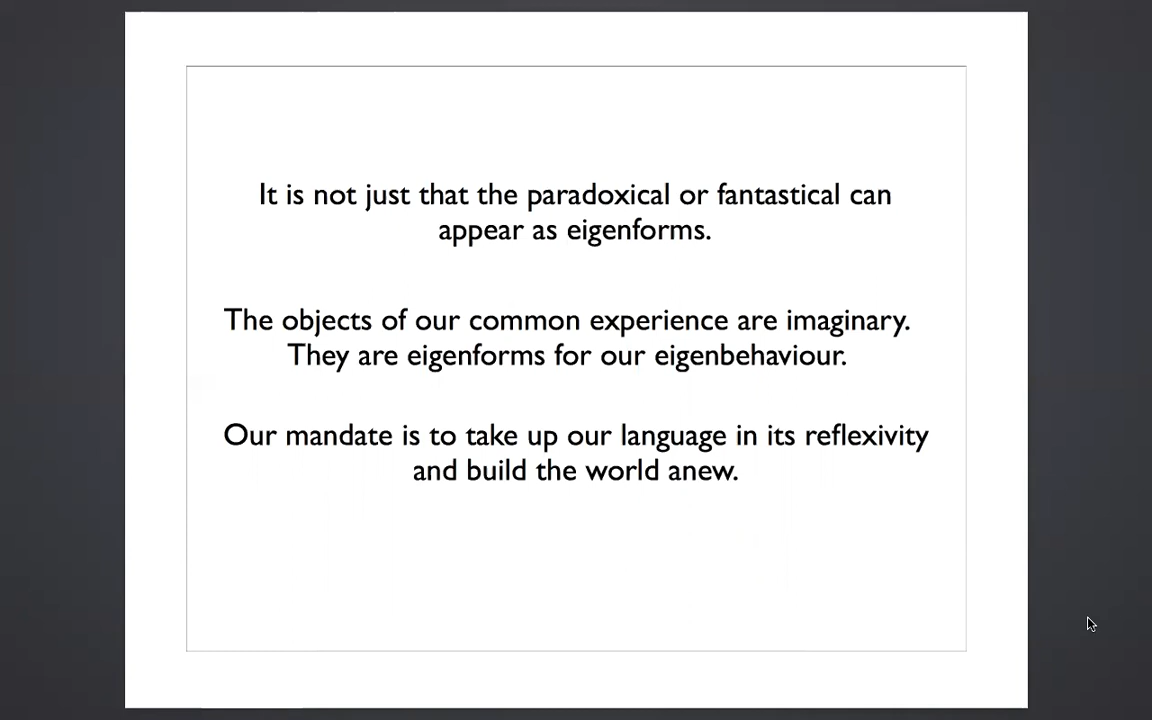 It is not just that the paradoxical or fantastical can
appear as eigenforms.
The objects of our common experience are imaginary.
They are eigenforms for our eigenbehaviour.
Our mandate is to take up our language in its reflexivity
and build the world anew.